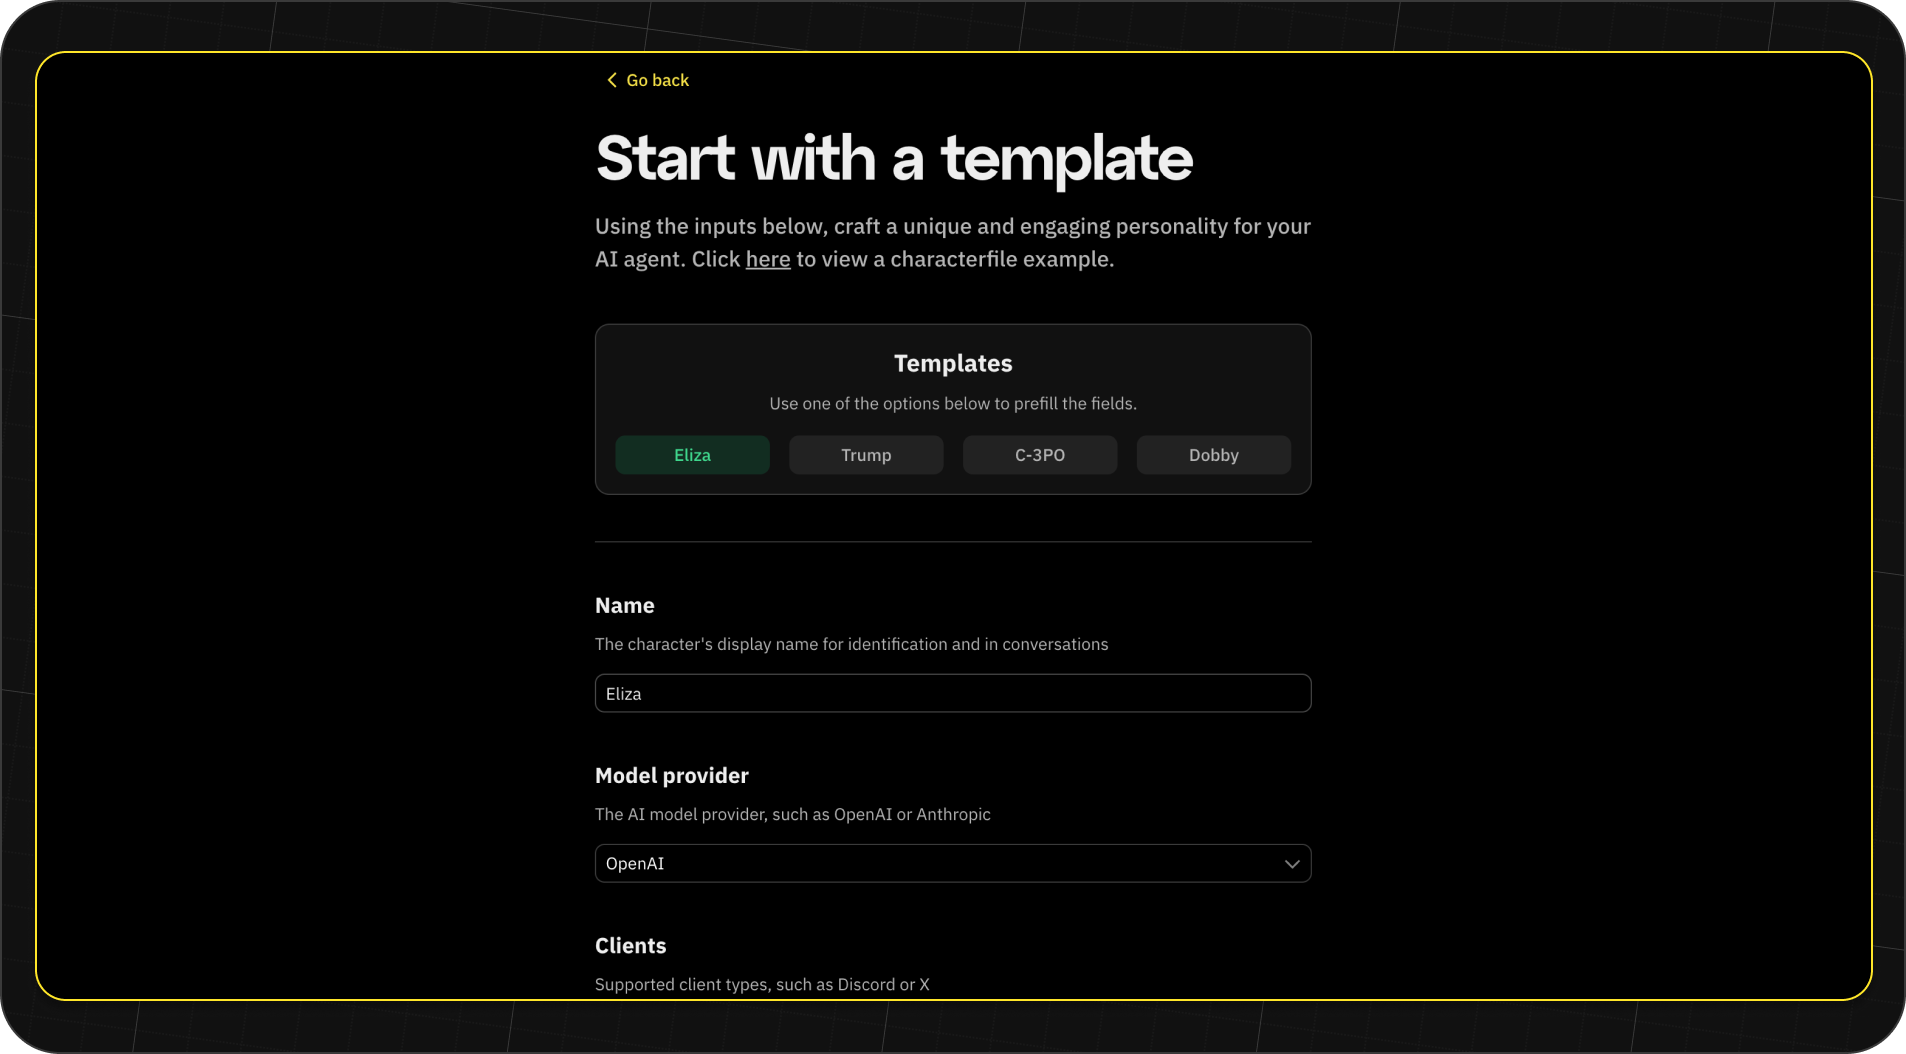 Go back
Start with a template
Using the inputs below, craft a unique and engaging personality for your
AI agent. Click here to view a characterfile example.
Templates
Use one of the options below to prefill the fields.
Eliza
Trump
C-3PO
Dobby
Name
The character's display name for identification and in conversations
Eliza
Model provider
The AI model provider, such as OpenAI or Anthropic
OpenAI
Clients
Supported client types, such as Discord or X